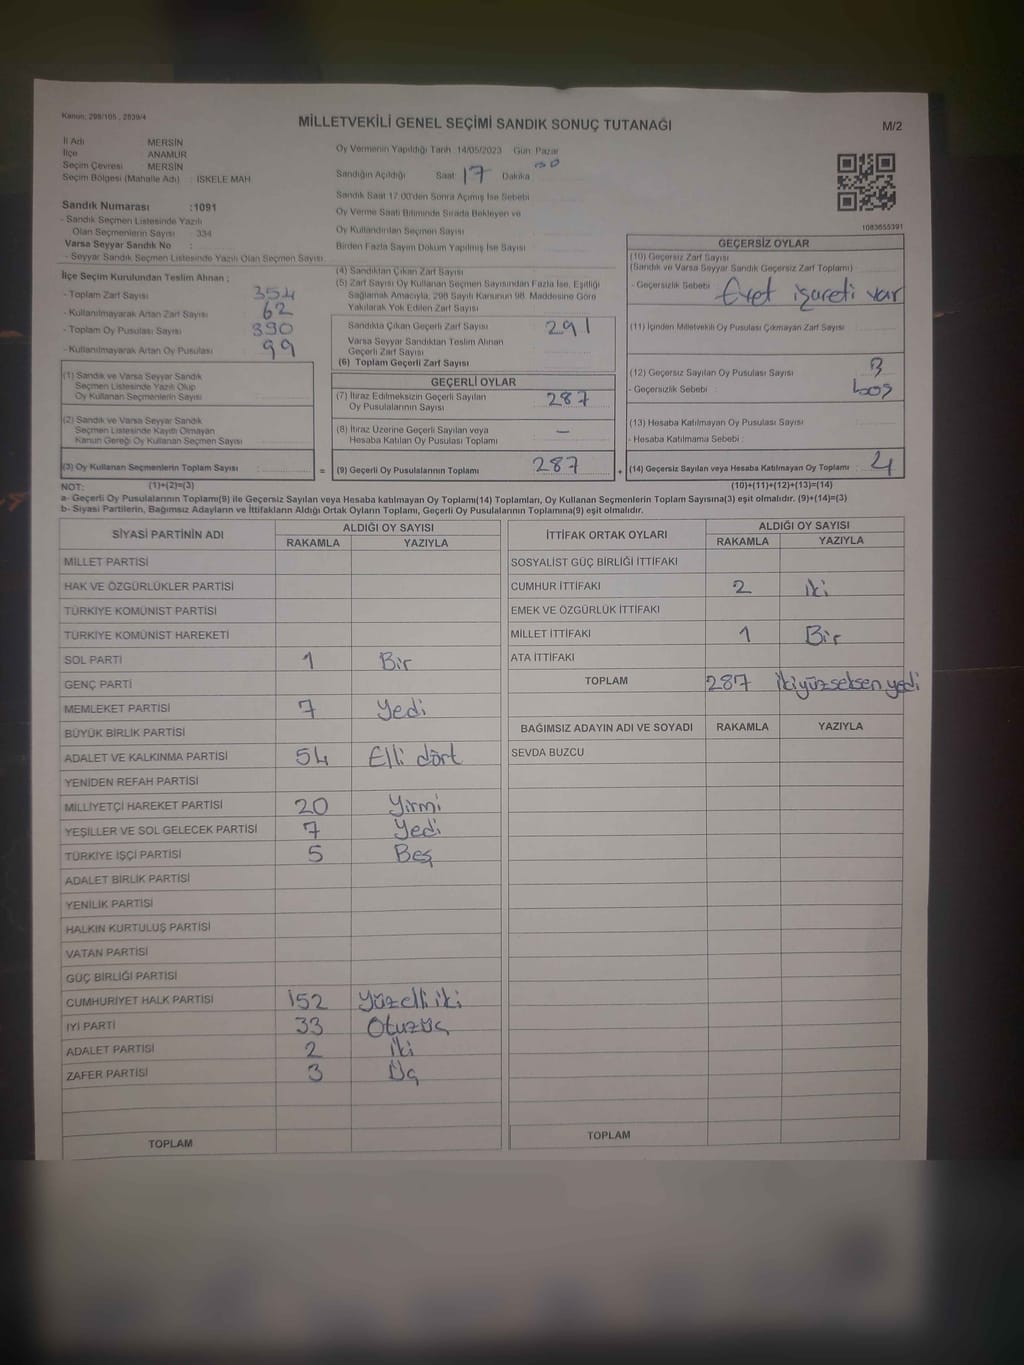 Kanun, 298/105 , 2839/4
MİLLETVEKİLİ GENEL SEÇİMİ SANDIK SONUÇ TUTANAĞI
M/2
İl Adı : MERSİN
İlçe : ANAMUR
Seçim Çevresi : MERSİN
Seçim Bölgesi (Mahalle Adı) : İSKELE MAH.
Oy Vermenin Yapıldığı Tarih 14/05/2023 Gün: Pazar
Sandığın Açıldığı Saat 17 Dakika
Sandık Saat 17:00'den Sonra Açımış İse Sebebi
Oy Verme Saati Bitiminde Sırada Bekleyen ve
Oy Kullandırılan Seçmen Sayısı
Birden Fazla Sayım Döküm Yapılmış İse Sayısı
Sandık Numarası :1091
- Sandık Seçmen Listesinde Yazılı
Olan Seçmenlerin Sayısı : 334
Varsa Seyyar Sandık No :
- Seyyar Sandık Seçmen Listesinde Yazılı Olan Seçmen Sayısı
1083655391
İlçe Seçim Kurulundan Teslim Alınan ;
- Toplam Zarf Sayısı 354
- Kullanılmayarak Artan Zarf Sayısı 62
- Toplam Oy Pusulası Sayısı 390
- Kullanılmayarak Artan Oy Pusulası 99
(1) Sandık ve Varsa Seyyar Sandık
Seçmen Listesinde Yazılı Olup
Oy Kullanan Seçmenlerin Sayısı
(2) Sandık ve Varsa Seyyar Sandık
Seçmen Listesinde Kayıtlı Olmayan
Kanun Gereği Oy Kullanan Seçmen Sayısı
(3) Oy Kullanan Seçmenlerin Toplam Sayısı :
=
(4) Sandıktan Çıkan Zarf Sayısı
(5) Zarf Sayısı Oy Kullanan Seçmen Sayısından Fazla İse, Eşitliği
Sağlamak Amacıyla, 298 Sayılı Kanunun 98. Maddesine Göre
Yakılarak Yok Edilen Zarf Sayısı
Sandıkta Çıkan Geçerli Zarf Sayısı 291
Varsa Seyyar Sandıktan Teslim Alınan
Geçerli Zarf Sayısı
(6) Toplam Geçerli Zarf Sayısı
GEÇERLİ OYLAR
(7) İtiraz Edilmeksizin Geçerli Sayılan
Oy Pusulalarının Sayısı 287
(8) İtiraz Üzerine Geçerli Sayılan veya
Hesaba Katılan Oy Pusulası Toplamı –
(9) Geçerli Oy Pusulalarının Toplamı 287
+
GEÇERSİZ OYLAR
(10) Geçersiz Zarf Sayısı
(Sandık ve Varsa Seyyar Sandık Geçersiz Zarf Toplamı)
- Geçersizlik Sebebi : Evet işareti var
(11) İçinden Milletvekili Oy Pusulası Çıkmayan Zarf Sayısı
(12) Geçersiz Sayılan Oy Pusulası Sayısı 3
- Geçersizlik Sebebi : boş
(13) Hesaba Katılmayan Oy Pusulası Sayısı
- Hesaba Katılmama Sebebi :
(14) Geçersiz Sayılan veya Hesaba Katılmayan Oy Toplamı : 4
NOT: (1)+(2)=(3) (10)+(11)+(12)+(13)=(14)
a- Geçerli Oy Pusulalarının Toplamı(9) ile Geçersiz Sayılan veya Hesaba katılmayan Oy Toplamı(14) Toplamları, Oy Kullanan Seçmenlerin Toplam Sayısına(3) eşit olmalıdır. (9)+(14)=(3)
b- Siyasi Partilerin, Bağımsız Adayların ve İttifakların Aldığı Oyların Toplamı, Geçerli Oy Pusulalarının Toplamına(9) eşit olmalıdır.
SİYASİ PARTİNİN ADI ALDIĞI OY SAYISI
RAKAMLA YAZIYLA
MİLLET PARTİSİ
HAK VE ÖZGÜRLÜKLER PARTİSİ
TÜRKİYE KOMÜNİST PARTİSİ
TÜRKİYE KOMÜNİST HAREKETİ
SOL PARTİ 1 Bir
GENÇ PARTİ
MEMLEKET PARTİSİ 7 Yedi
BÜYÜK BİRLİK PARTİSİ
ADALET VE KALKINMA PARTİSİ 54 Elli dört
YENİDEN REFAH PARTİSİ
MİLLİYETÇİ HAREKET PARTİSİ 20 Yirmi
YEŞİLLER VE SOL GELECEK PARTİSİ 7 Yedi
TÜRKİYE İŞÇİ PARTİSİ 5 Beş
ADALET BİRLİK PARTİSİ
YENİLİK PARTİSİ
HALKIN KURTULUŞ PARTİSİ
VATAN PARTİSİ
GÜÇ BİRLİĞİ PARTİSİ
CUMHURİYET HALK PARTİSİ 152 Yüzelli iki
İYİ PARTİ 33 Otuzüç
ADALET PARTİSİ 2 İki
ZAFER PARTİSİ 3 Üç
TOPLAM
İTTİFAK ORTAK OYLARI ALDIĞI OY SAYISI
RAKAMLA YAZIYLA
SOSYALİST GÜÇ BİRLİĞİ İTTİFAKI
CUMHUR İTTİFAKI 2 iki
EMEK VE ÖZGÜRLÜK İTTİFAKI
MİLLET İTTİFAKI 1 Bir
ATA İTTİFAKI
TOPLAM 287 ikiyüzseksenyedi
BAĞIMSIZ ADAYIN ADI VE SOYADI RAKAMLA YAZIYLA
SEVDA BUZCU
TOPLAM